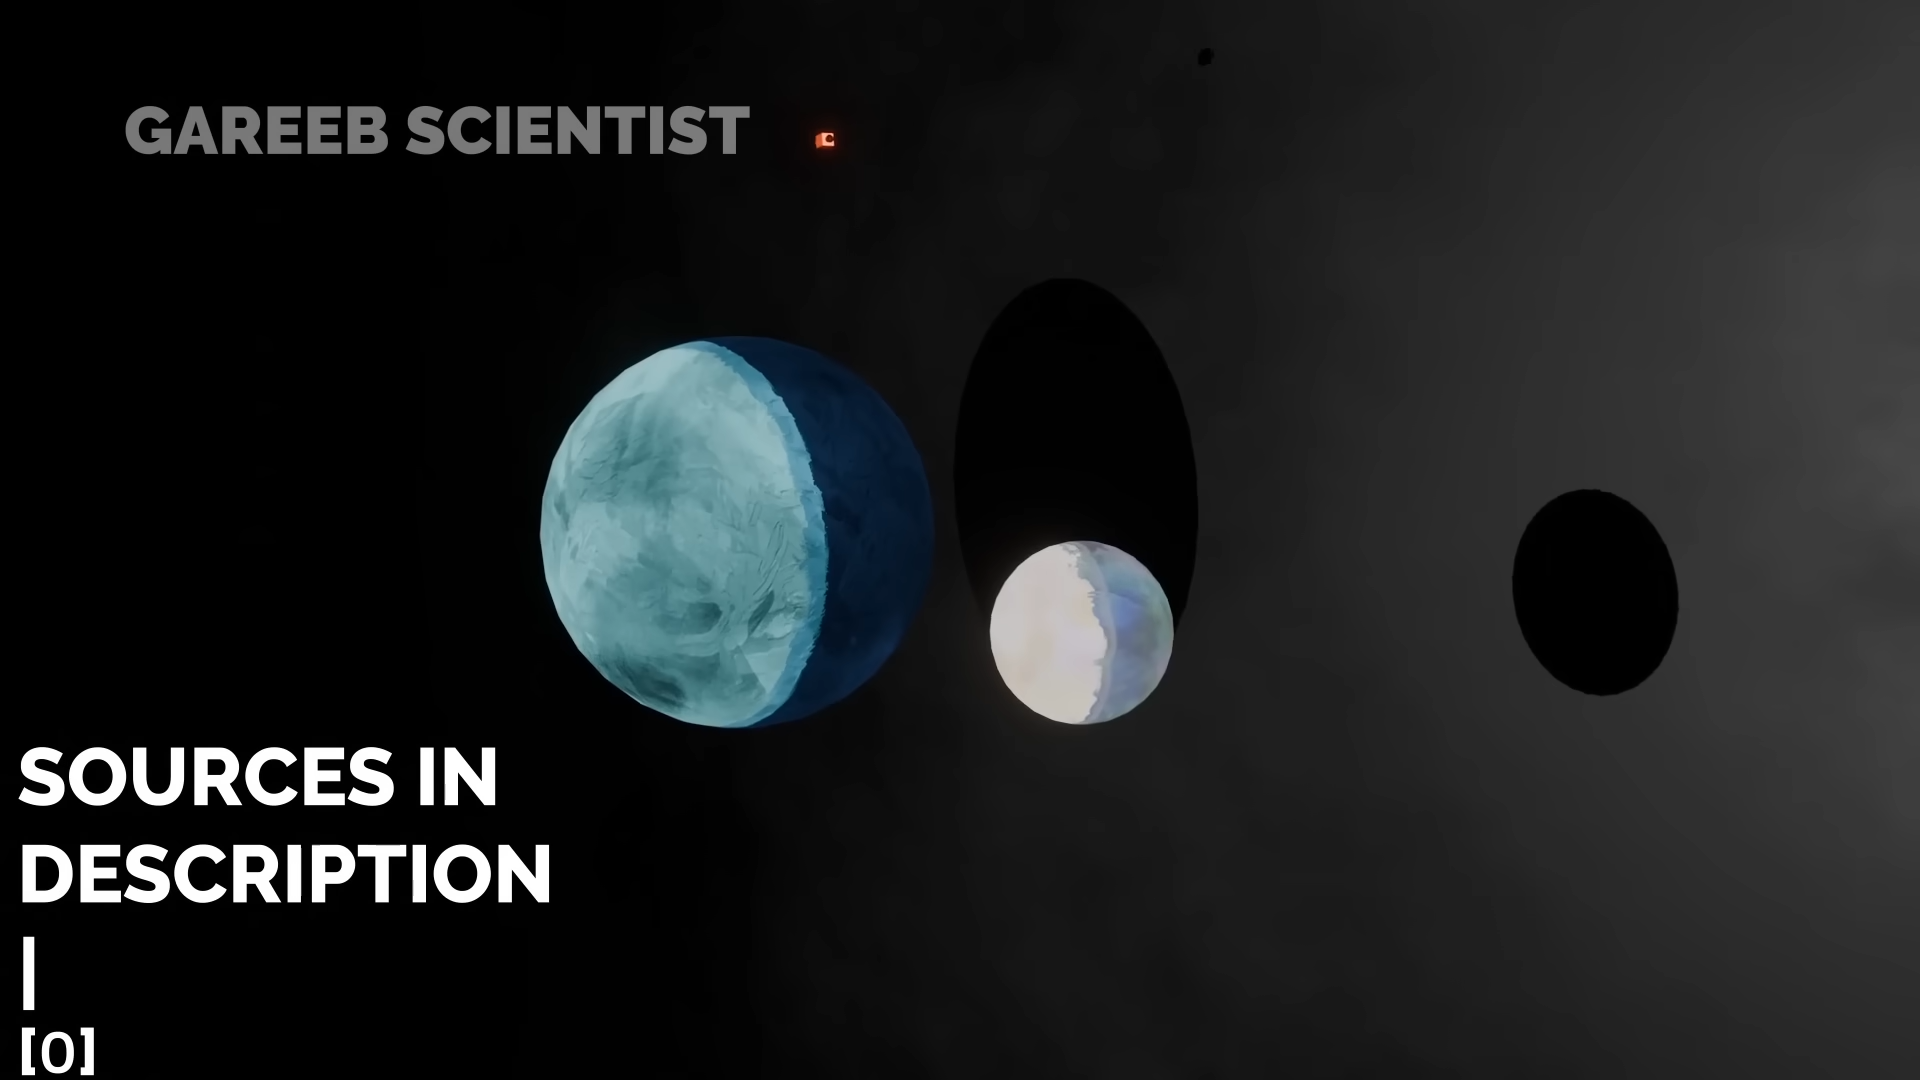 GAREEB SCIENTIST
SOURCES IN
DESCRIPTION
|
[0]